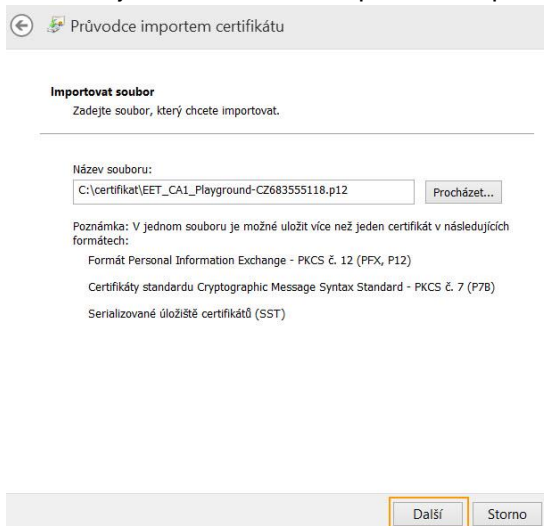 Průvodce importem certifikátu
Importovat soubor
Zadejte soubor, který chcete importovat.
Název souboru:
C:\certifikat\EET_CA1_Playground-CZ683555118.p12
Procházet...
Poznámka: V jednom souboru je možné uložit více než jeden certifikát v následujících
formátech:
Formát Personal Information Exchange - PKCS č. 12 (PFX, P12)
Certifikáty standardu Cryptographic Message Syntax Standard - PKCS č. 7 (P7B)
Serializované úložiště certifikátů (SST)
Další
Storno